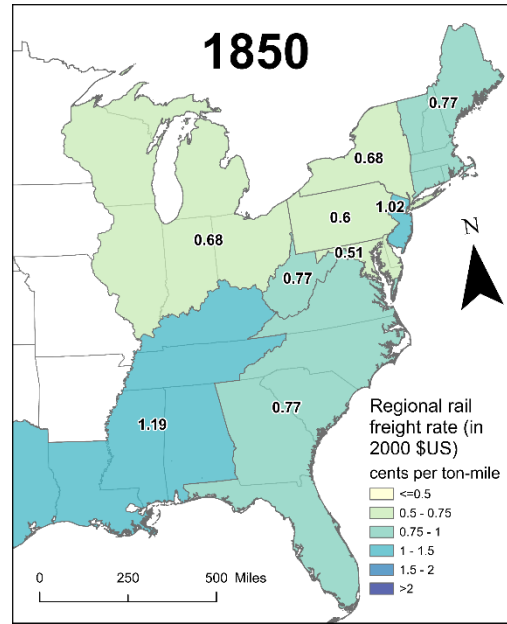 1850
0.77
0.68
1.02
0.6
0.68
0.51
0.77
N
0.77
1.19
Regional rail
freight rate (in
2000 $US)
cents per ton-mile
<=0.5
0.5 - 0.75
0.75 - 1
1 - 1.5
1.5 - 2
>2
0 250 500 Miles